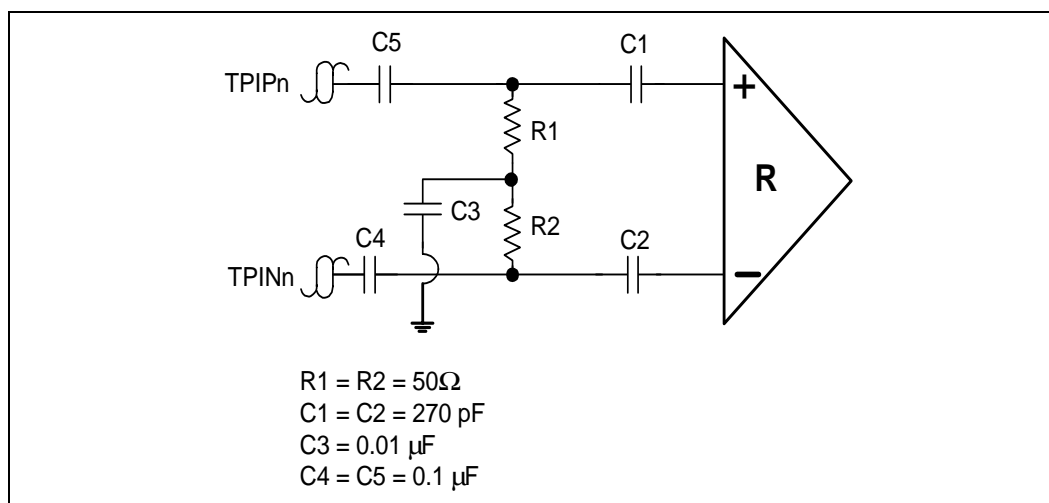 C5
C1
TPIPn
+
R1
R
C3
R2
C4
C2
TPINn
−
R1 = R2 = 50Ω
C1 = C2 = 270 pF
C3 = 0.01 μF
C4 = C5 = 0.1 μF